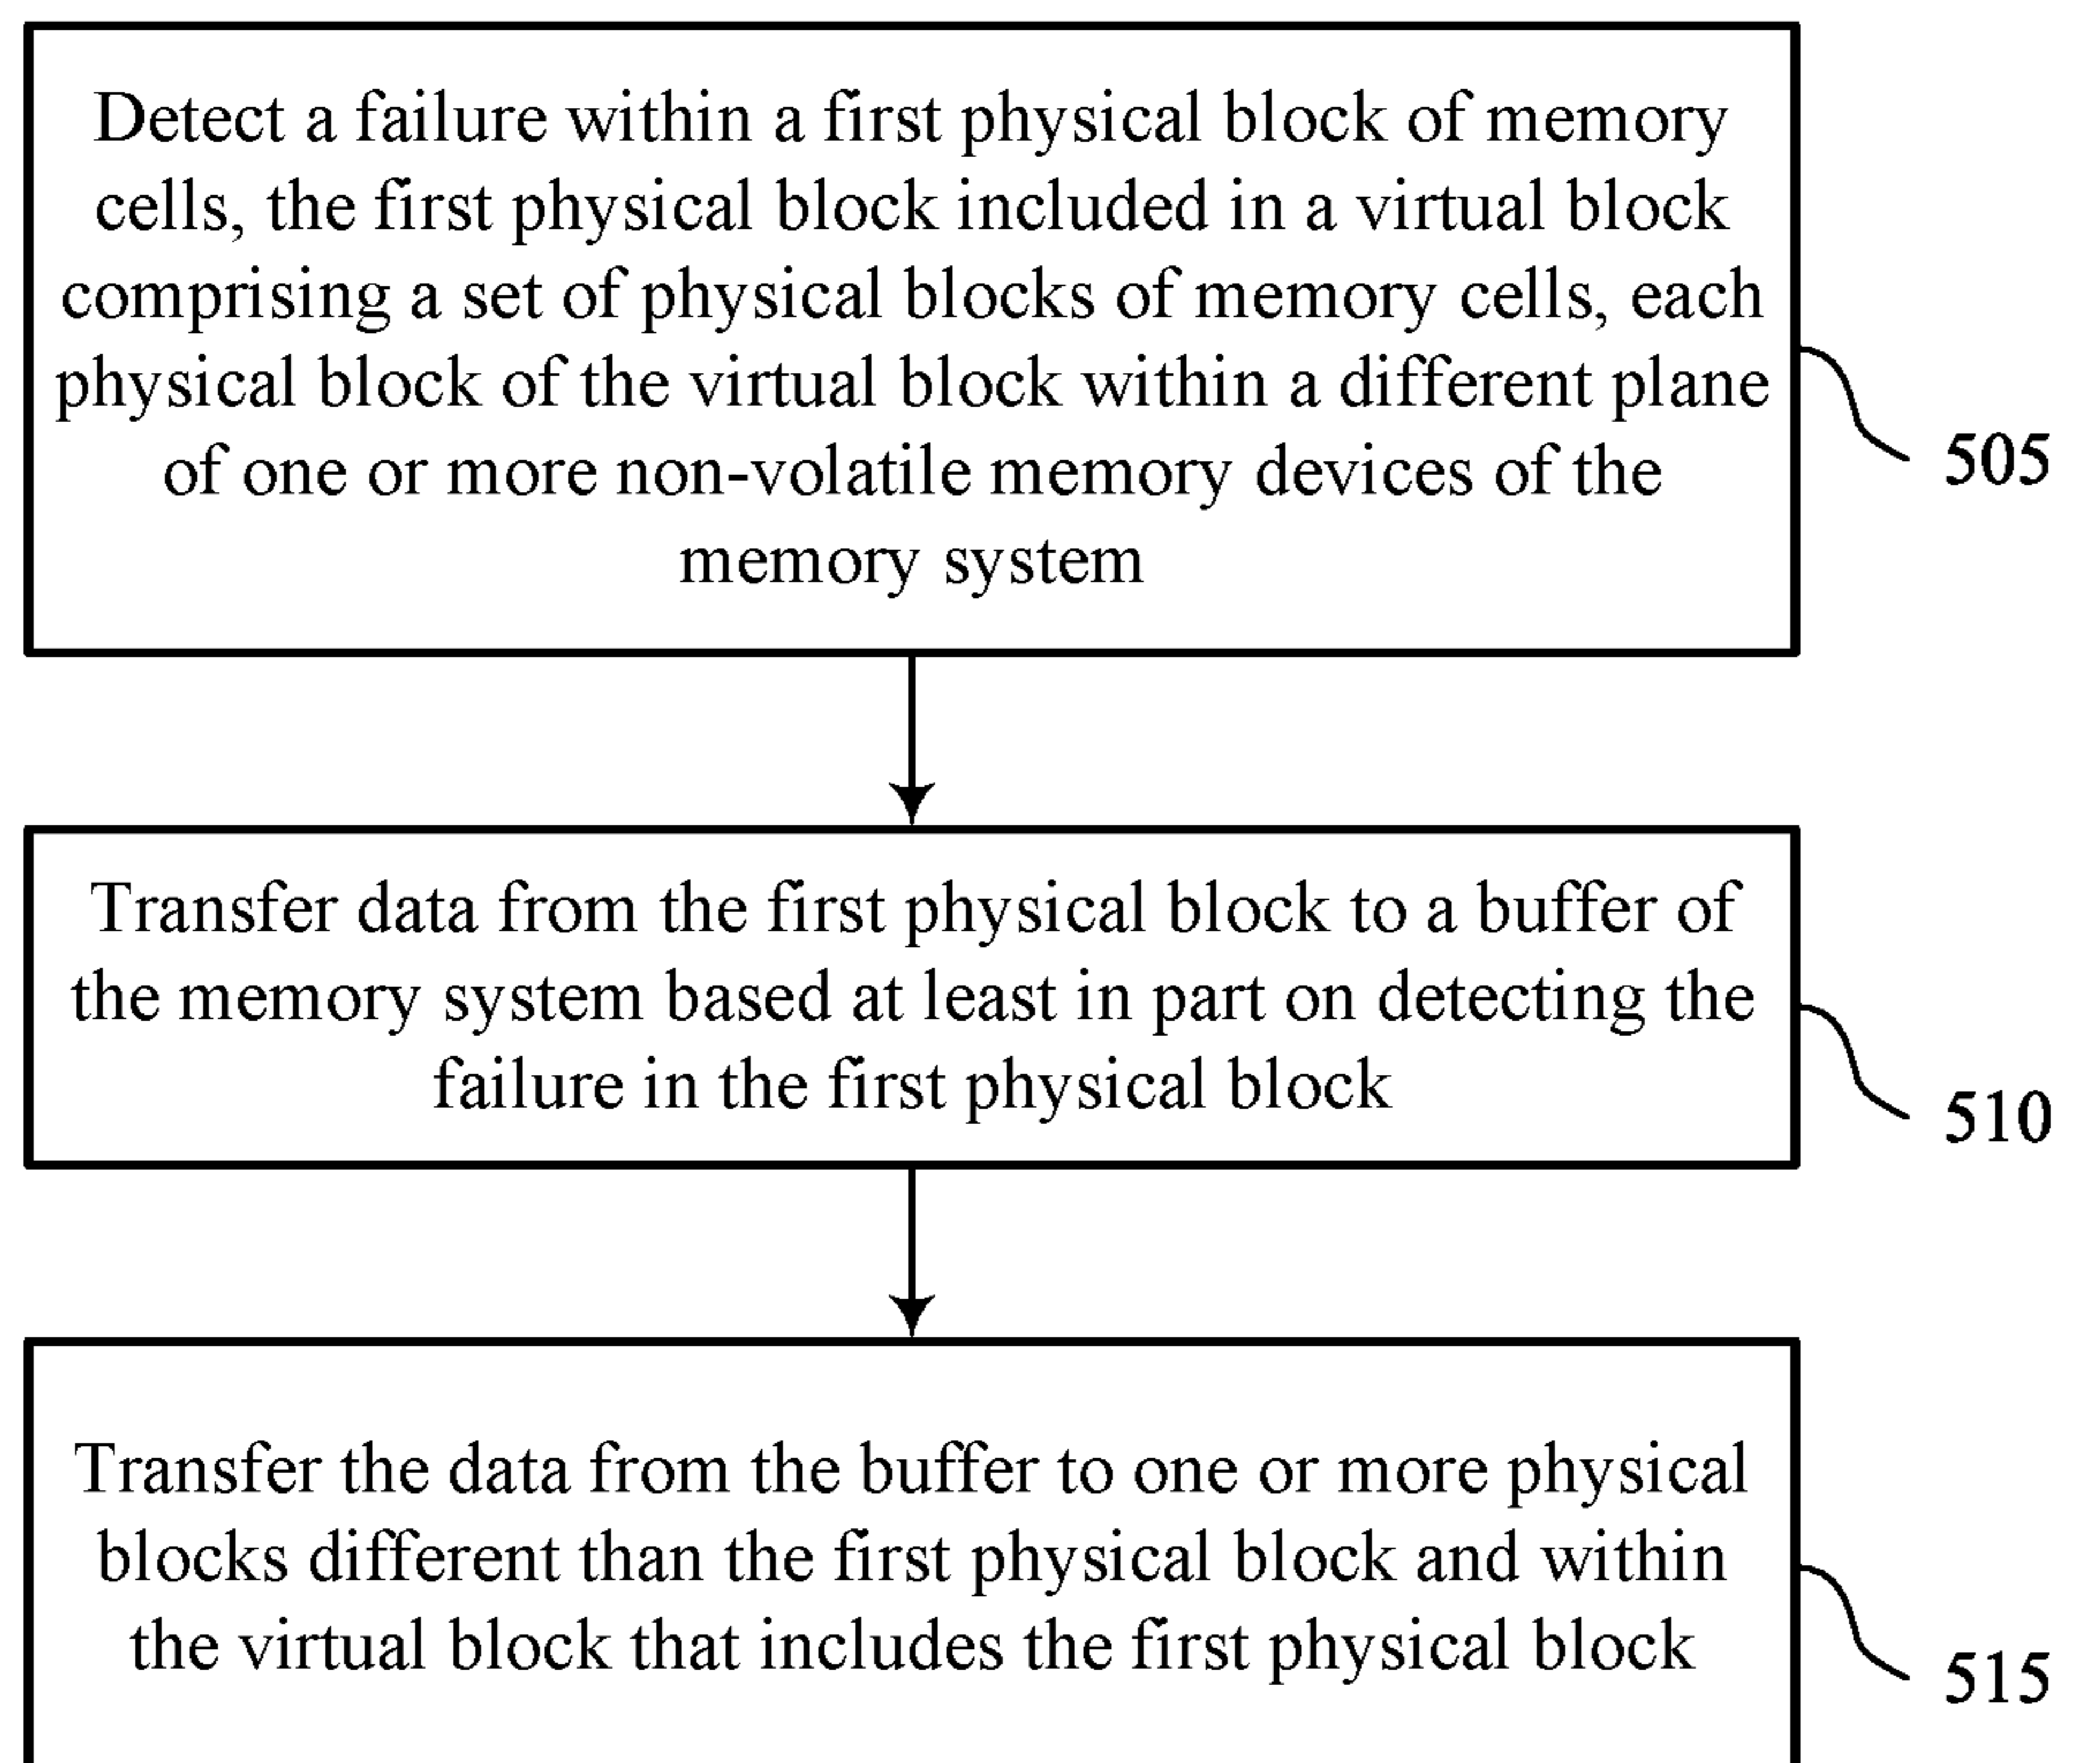 Detect a failure within a first physical block of memory
cells, the first physical block included in a virtual block
comprising a set of physical blocks of memory cells, each
physical block of the virtual block within a different plane
of one or more non-volatile memory devices of the
memory system
505
Transfer data from the first physical block to a buffer of
the memory system based at least in part on detecting the
failure in the first physical block
510
Transfer the data from the buffer to one or more physical
blocks different than the first physical block and within
the virtual block that includes the first physical block
515